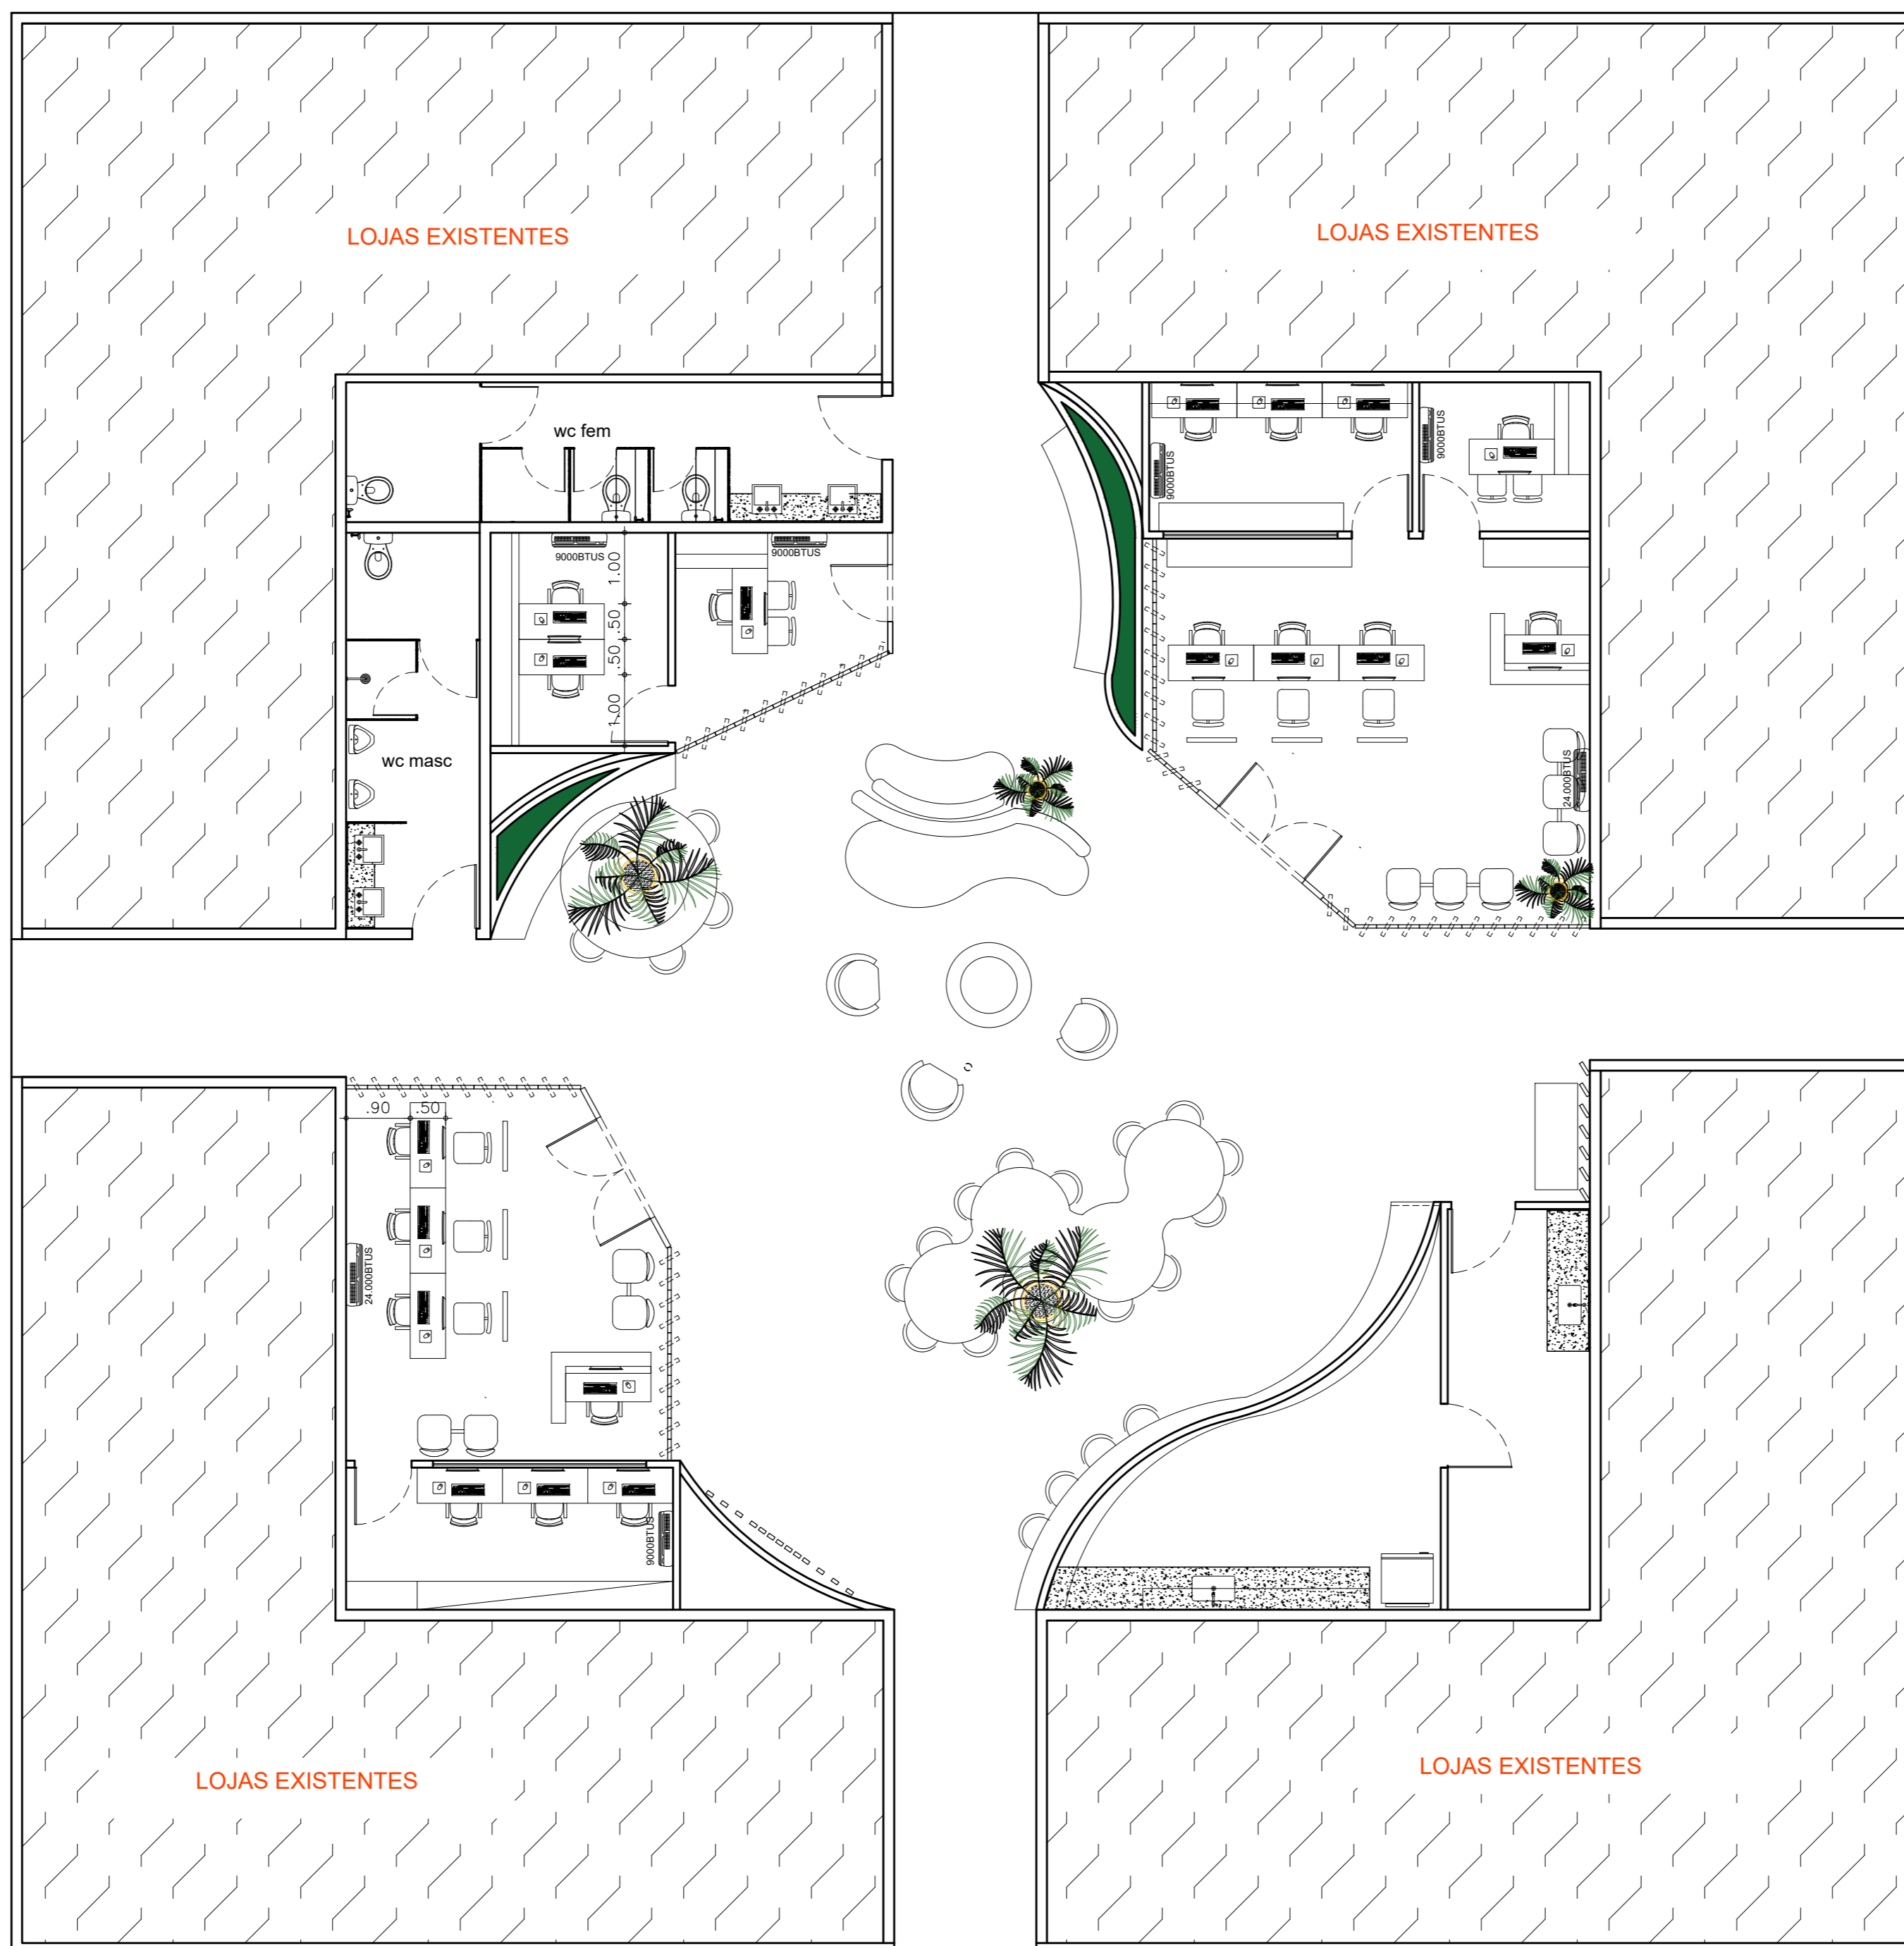 LOJAS EXISTENTES
LOJAS EXISTENTES
wc fem
9000BTUS
9000BTUS
9000BTUS
9000BTUS
1.00
.50
.50
1.00
wc masc
24.000BTUS
.90
.50
24.000BTUS
9000BTUS
LOJAS EXISTENTES
LOJAS EXISTENTES